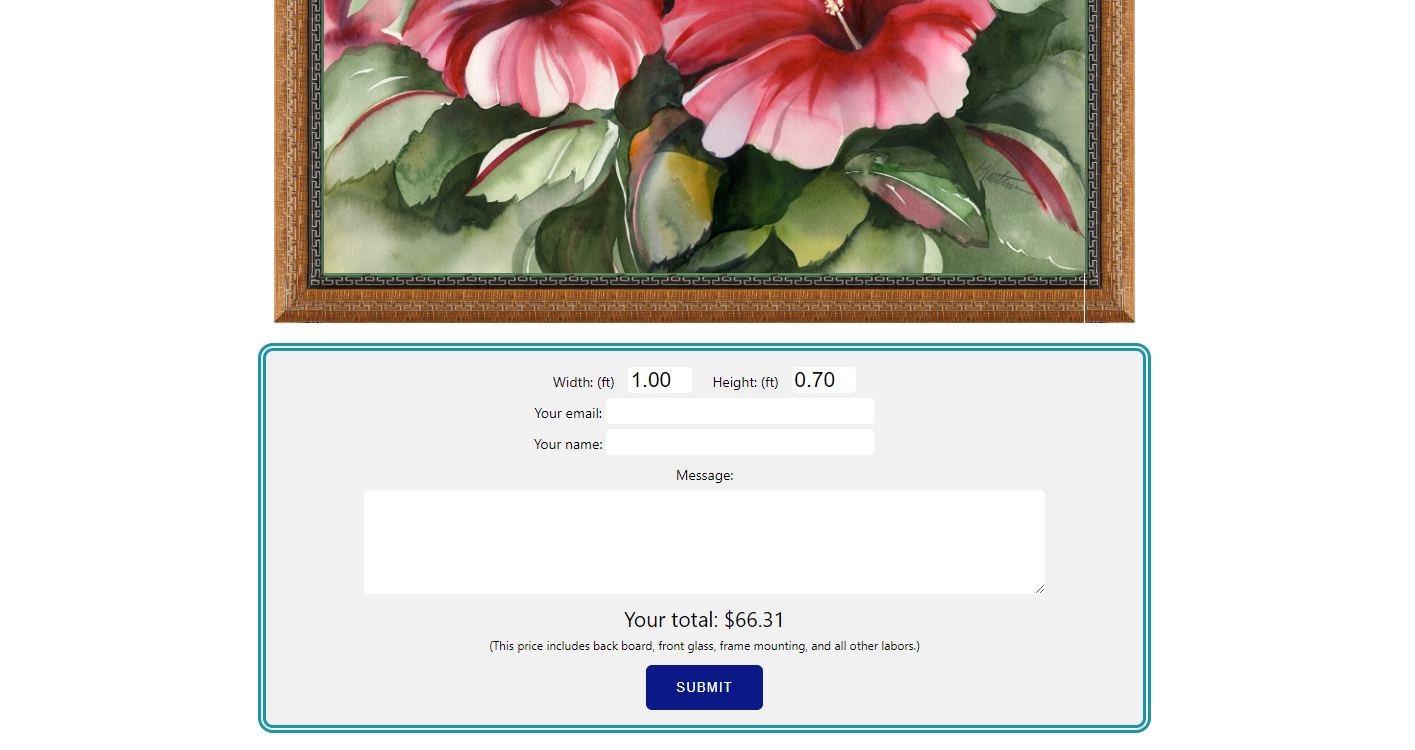 Width: (ft) 1.00 Height: (ft) 0.70
Your email:
Your name:
Message:
Your total: $66.31
(This price includes back board, front glass, frame mounting, and all other labors.)
SUBMIT